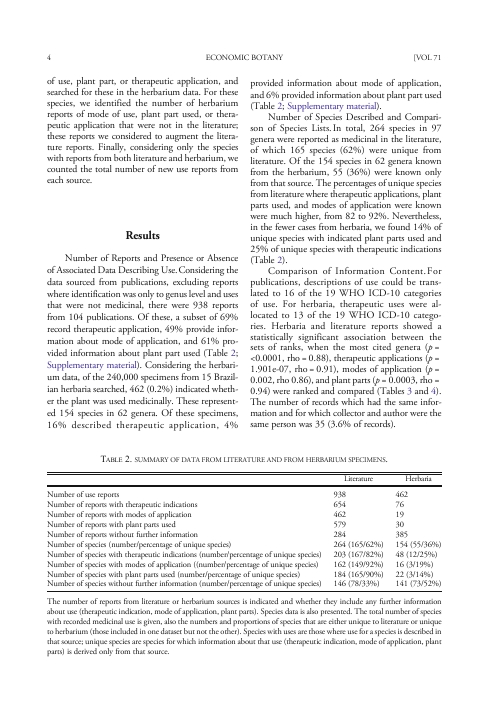 4
ECONOMIC BOTANY
[VOL 71
of use, plant part, or therapeutic application, and
searched for these in the herbarium data. For these
species, we identified the number of herbarium
reports of mode of use, plant part used, or thera-
peutic application that were not in the literature;
these reports we considered to augment the litera-
ture reports. Finally, considering only the species
with reports from both literature and herbarium, we
counted the total number of new use reports from
each source.
Results
Number of Reports and Presence or Absence
of Associated Data Describing Use. Considering the
data sourced from publications, excluding reports
where identification was only to genus level and uses
that were not medicinal, there were 938 reports
from 104 publications. Of these, a subset of 69%
record therapeutic application, 49% provide infor-
mation about mode of application, and 61% pro-
vided information about plant part used (Table 2;
Supplementary material). Considering the herbari-
um data, of the 240,000 specimens from 15 Brazil-
ian herbaria searched, 462 (0.2%) indicated wheth-
er the plant was used medicinally. These represent-
ed 154 species in 62 genera. Of these specimens,
16% described therapeutic application, 4%
provided information about mode of application,
and 6% provided information about plant part used
(Table 2; Supplementary material).
Number of Species Described and Compari-
son of Species Lists. In total, 264 species in 97
genera were reported as medicinal in the literature,
of which 165 species (62%) were unique from
literature. Of the 154 species in 62 genera known
from the herbarium, 55 (36%) were known only
from that source. The percentages of unique species
from literature where therapeutic applications, plant
parts used, and modes of application were known
were much higher, from 82 to 92%. Nevertheless,
in the fewer cases from herbaria, we found 14% of
unique species with indicated plant parts used and
25% of unique species with therapeutic indications
(Table 2).
Comparison of Information Content. For
publications, descriptions of use could be trans-
lated to 16 of the 19 WHO ICD-10 categories
of use. For herbaria, therapeutic uses were al-
located to 13 of the 19 WHO ICD-10 catego-
ries. Herbaria and literature reports showed a
statistically significant association between the
sets of ranks, when the most cited genera (p =
<0.0001, rho = 0.88), therapeutic applications (p =
1.901e-07, rho = 0.91), modes of application (p =
0.002, rho 0.86), and plant parts (p = 0.0003, rho =
0.94) were ranked and compared (Tables 3 and 4).
The number of records which had the same infor-
mation and for which collector and author were the
same person was 35 (3.6% of records).
TABLE 2. SUMMARY OF DATA FROM LITERATURE AND FROM HERBARIUM SPECIMENS.
Literature Herbaria
Number of use reports 938 462
Number of reports with therapeutic indications 654 76
Number of reports with modes of application 462 19
Number of reports with plant parts used 579 30
Number of reports without further information 284 385
Number of species (number/percentage unique species) 264 (165/62%) 154 (55/36%)
Number of species with therapeutic indications (number/percentage of unique species) 203 (167/82%) 48 (12/25%)
Number of species with modes of application ((number/percentage of unique species) 162 (149/92%) 16 (3/19%)
Number of species with plant parts used (number/percentage of unique species) 184 (165/90%) 22 (3/14%)
Number of species without further information (number/percentage of unique species) 146 (78/33%) 141 (73/52%)
The number of reports from literature or herbarium sources is indicated and whether they include any further information
about use (therapeutic indication, mode of application, plant parts). Species data is also presented. The total number of species
with recorded medicinal use is given, also the numbers and proportions of species that are either unique to literature or unique
to herbarium (those included in one dataset but not the other). Species with uses are those where use for a species is described in
that source; unique species are species for which information about that use (therapeutic indication, mode of application, plant
parts) is derived only from that source.